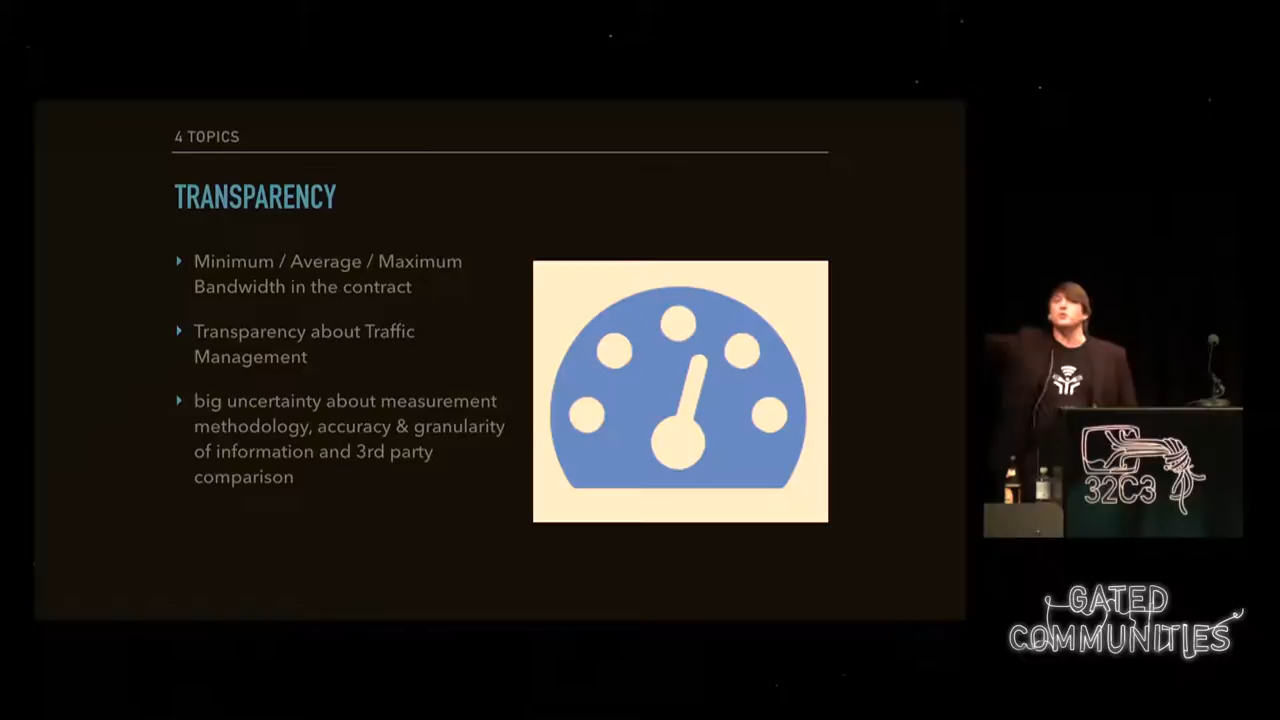 4 TOPICS
TRANSPARENCY
Minimum / Average / Maximum
Bandwidth in the contract
Transparency about Traffic
Management
big uncertainty about measurement
methodology, accuracy & granularity
of information and 3rd party
comparison
32C3
GATED
COMMUNITIES